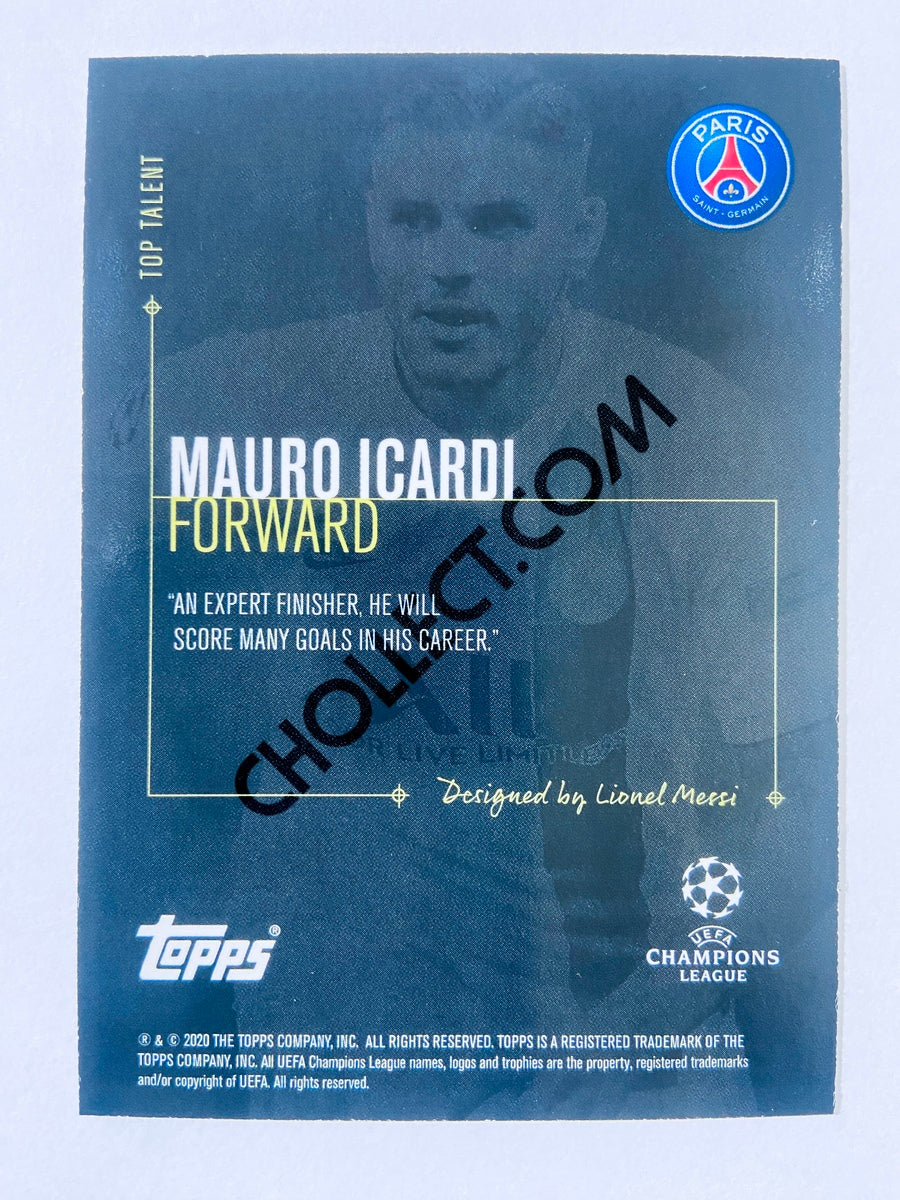 PARIS
SAINT-GERMAIN
TOP TALENT
MAURO ICARDI
FORWARD
“AN EXPERT FINISHER, HE WILL
SCORE MANY GOALS IN HIS CAREER.”
CHOLLECT.COM
LIVE LIMITLESS
Designed by Lionel Messi
TOPPS®
UEFA
CHAMPIONS
LEAGUE
® & © 2020 THE TOPPS COMPANY, INC. ALL RIGHTS RESERVED. TOPPS IS A REGISTERED TRADEMARK OF THE
TOPPS COMPANY, INC. All UEFA Champions League names, logos and trophies are the property, registered trademarks
and/or copyright of UEFA. All rights reserved.